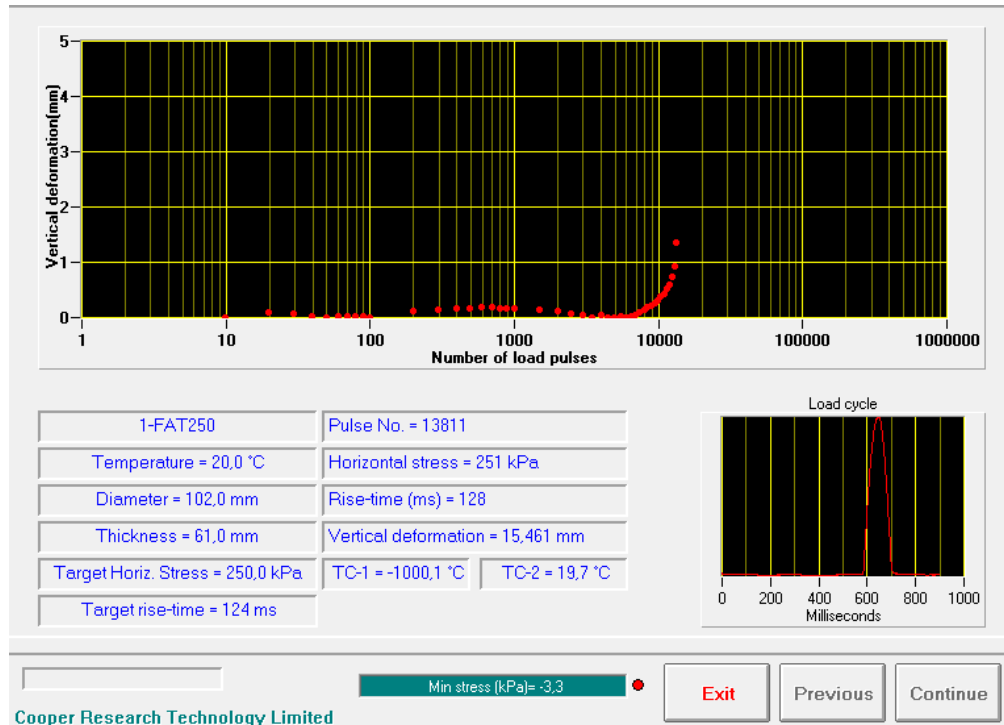 5
4
3
2
1
0
Vertical deformation(mm)
1 10 100 1000 10000 100000 1000000
Number of load pulses
1-FAT250
Pulse No. = 13811
Temperature = 20,0 °C
Horizontal stress = 251 kPa
Diameter = 102,0 mm
Rise-time (ms) = 128
Thickness = 61,0 mm
Vertical deformation = 15,461 mm
Target Horiz. Stress = 250,0 kPa
TC-1 = -1000,1 °C
TC-2 = 19,7 °C
Target rise-time = 124 ms
Load cycle
0 200 400 600 800 1000
Milliseconds
Min stress (kPa)= -3,3
Exit
Previous
Continue
Cooper Research Technology Limited